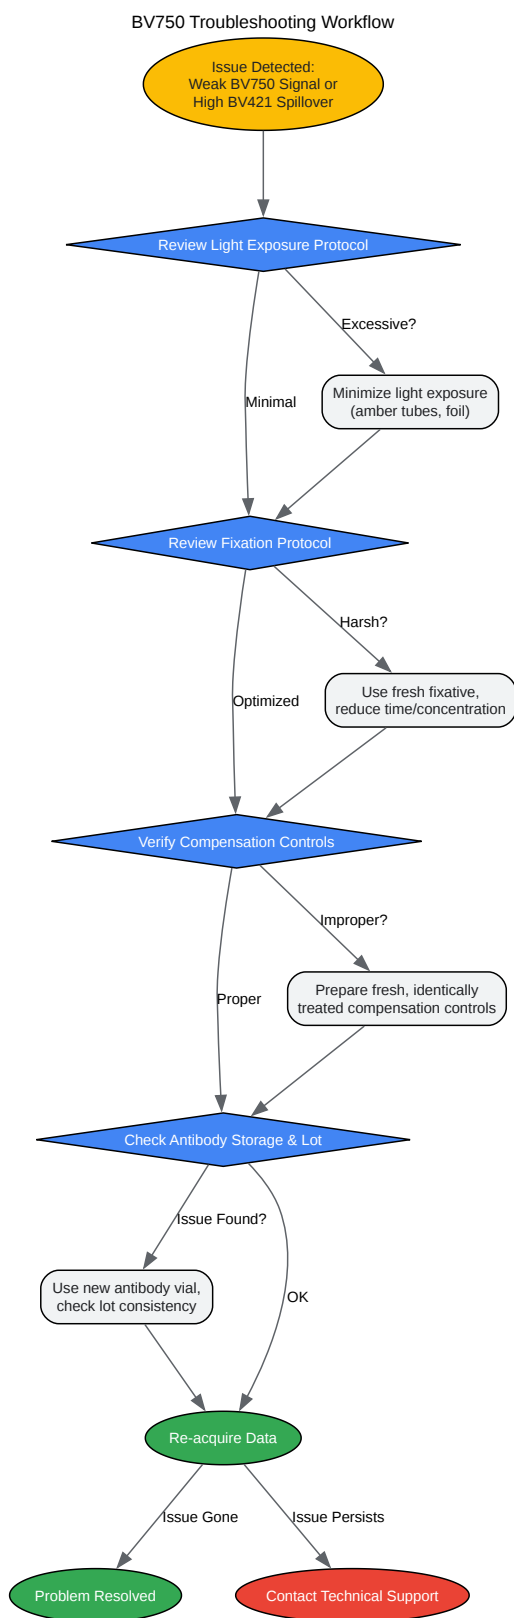 BV750 Troubleshooting Workflow
Issue Detected:
Weak BV750 Signal or
High BV421 Spillover
Review Light Exposure Protocol
Excessive?
Minimize light exposure
(amber tubes, foil)
Minimal
Review Fixation Protocol
Harsh?
Use fresh fixative,
reduce time/concentration
Optimized
Verify Compensation Controls
Improper?
Prepare fresh, identically
treated compensation controls
Proper
Check Antibody Storage & Lot
Issue Found?
Use new antibody vial,
check lot consistency
OK
Re-acquire Data
Issue Gone
Issue Persists
Problem Resolved
Contact Technical Support